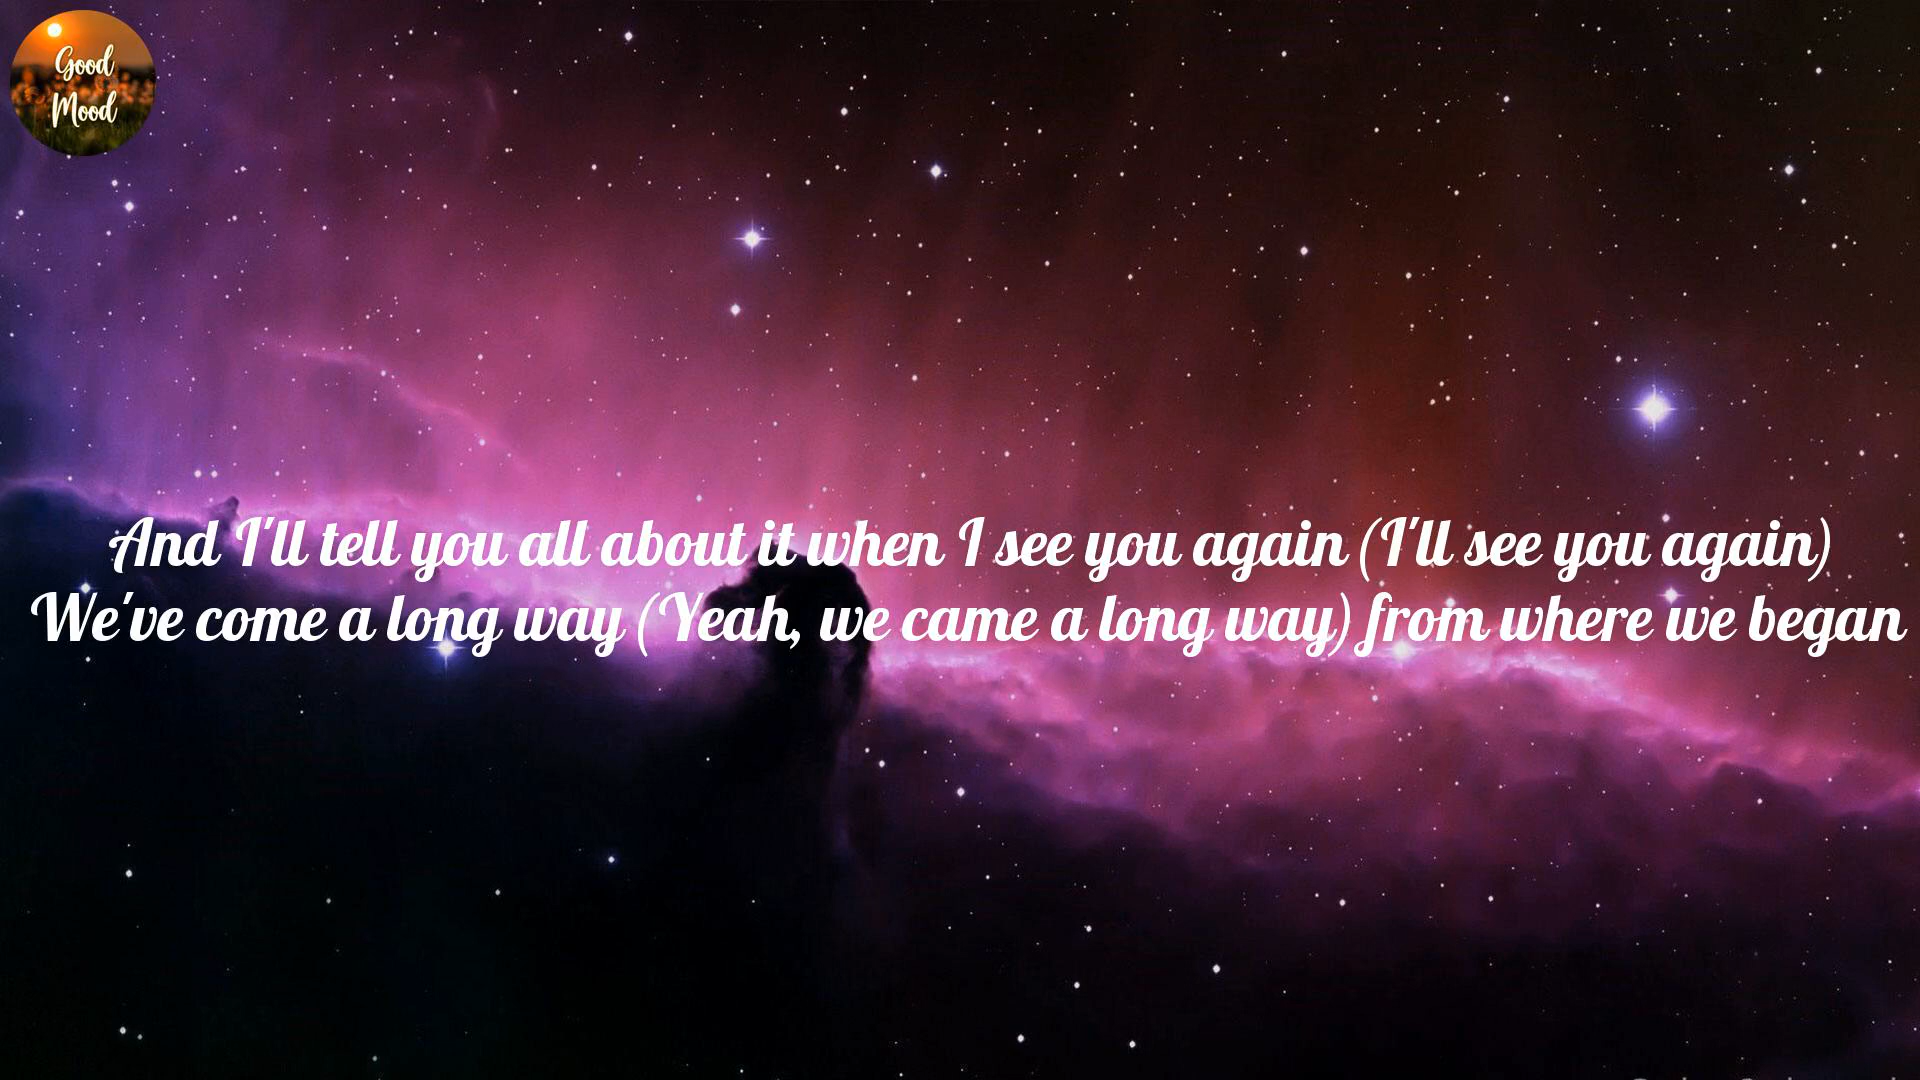 Good
Mood
And I'll tell you all about it when I see you again (I'll see you again)
We've come a long way (Yeah, we came a long way) from where we began